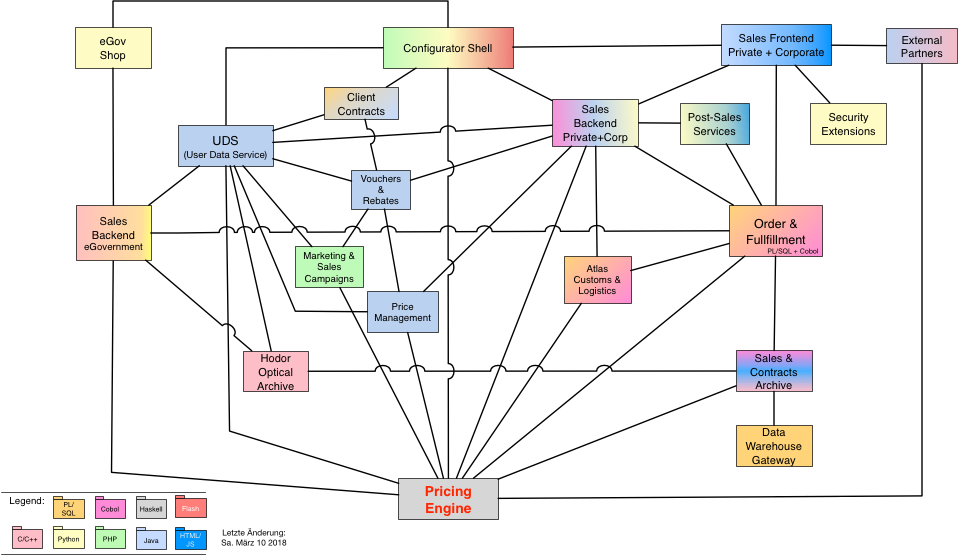 eGov
Shop
Configurator Shell
Sales Frontend
Private + Corporate
External
Partners
Client
Contracts
Sales
Backend
Private+Corp
Post-Sales
Services
Security
Extensions
UDS
(User Data Service)
Vouchers
&
Rebates
Sales
Backend
eGovernment
Order &
Fullfillment
PL/SQL + Cobol
Marketing &
Sales
Campaigns
Atlas
Customs &
Logistics
Price
Management
Hodor
Optical
Archive
Sales &
Contracts
Archive
Data
Warehouse
Gateway
Pricing
Engine
Legend:
PL/
SQL
Cobol
Haskell
Flash
C/C++
Python
PHP
Java
HTML/
JS
Letzte Änderung:
Sa. März 10 2018